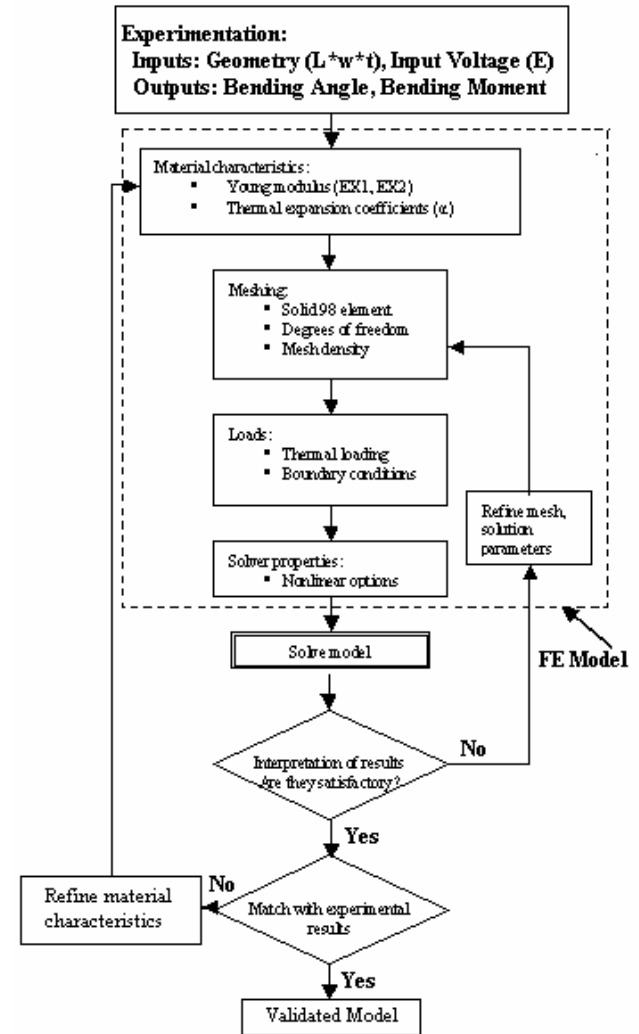 Experimentation:
Inputs: Geometry (L*w*t), Input Voltage (E)
Outputs: Bending Angle, Bending Moment
Material characteristics:
▪ Young modulus (EX1, EX2)
▪ Thermal expansion coefficients (α)
Meshing:
▪ Solid 98 element
▪ Degrees of freedom
▪ Mesh density
Loads:
▪ Thermal loading
▪ Boundary conditions
Refine mesh,
solution
parameters
Solver properties:
▪ Nonlinear options
FE Model
Solve model
No
Interpretation of results
Are they satisfactory?
Yes
Refine material
characteristics
No
Match with experimental
results
Yes
Validated Model